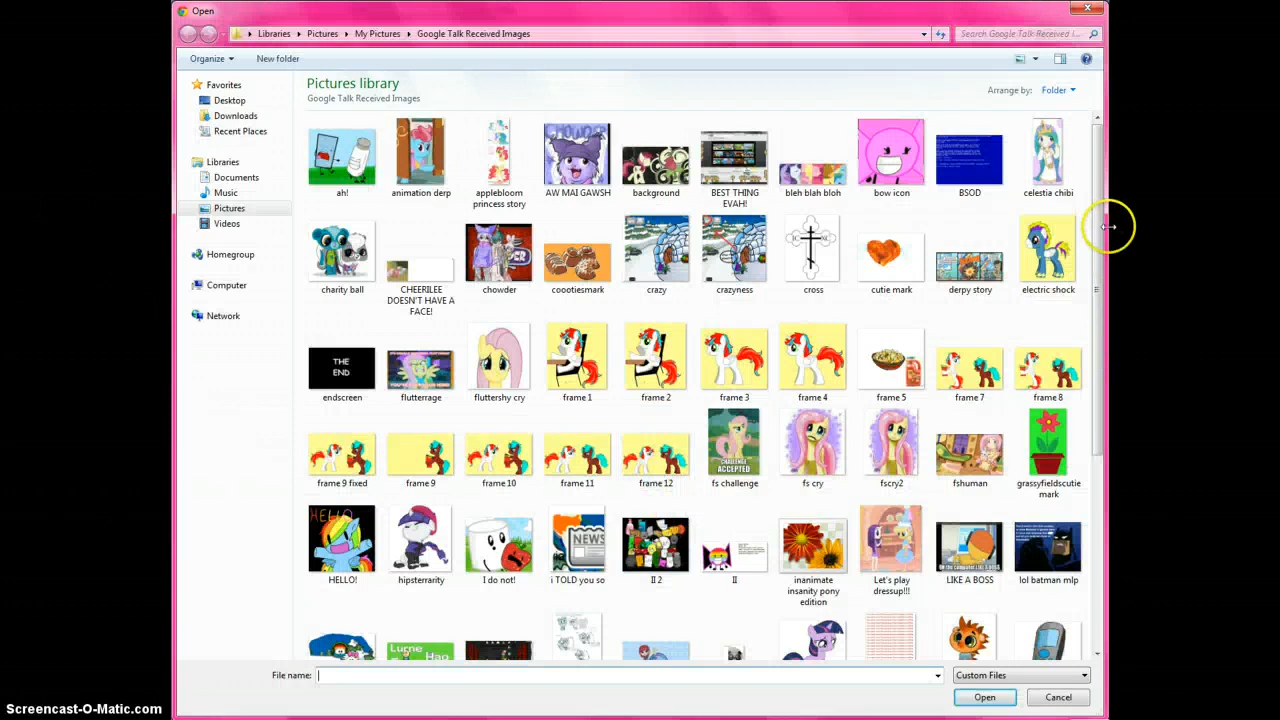 Open
Libraries Pictures My Pictures Google Talk Received Images
Search Google Talk Received I...
Organize New folder
Pictures library
Google Talk Received Images
Arrange by: Folder
Favorites
Desktop
Downloads
Recent Places
Libraries
Documents
Music
Pictures
Videos
Homegroup
Computer
Network
ah! animation derp applebloom princess story AW MAI GAWSH background BEST THING EVAH! bleh blah bloh bow icon BSOD celestia chibi
charity ball CHEERILEE DOESN'T HAVE A FACE! chowder coootiesmark crazy crazyness cross cutie mark derpy story electric shock
THE
END
endscreen flutterrage fluttershy cry frame 1 frame 2 frame 3 frame 4 frame 5 frame 7 frame 8
CHALLENGE
ACCEPTED
frame 9 fixed frame 9 frame 10 frame 11 frame 12 fs challenge fs cry fscry2 fshuman grassyfieldscutie mark
HELLO
NEWS
HELLO! hipsterrarity I do not! i TOLD you so II 2 II inanimate insanity pony edition Let's play dressup!!! LIKE A BOSS lol batman mlp
File name:
Custom Files
Open Cancel
Screencast-O-Matic.com